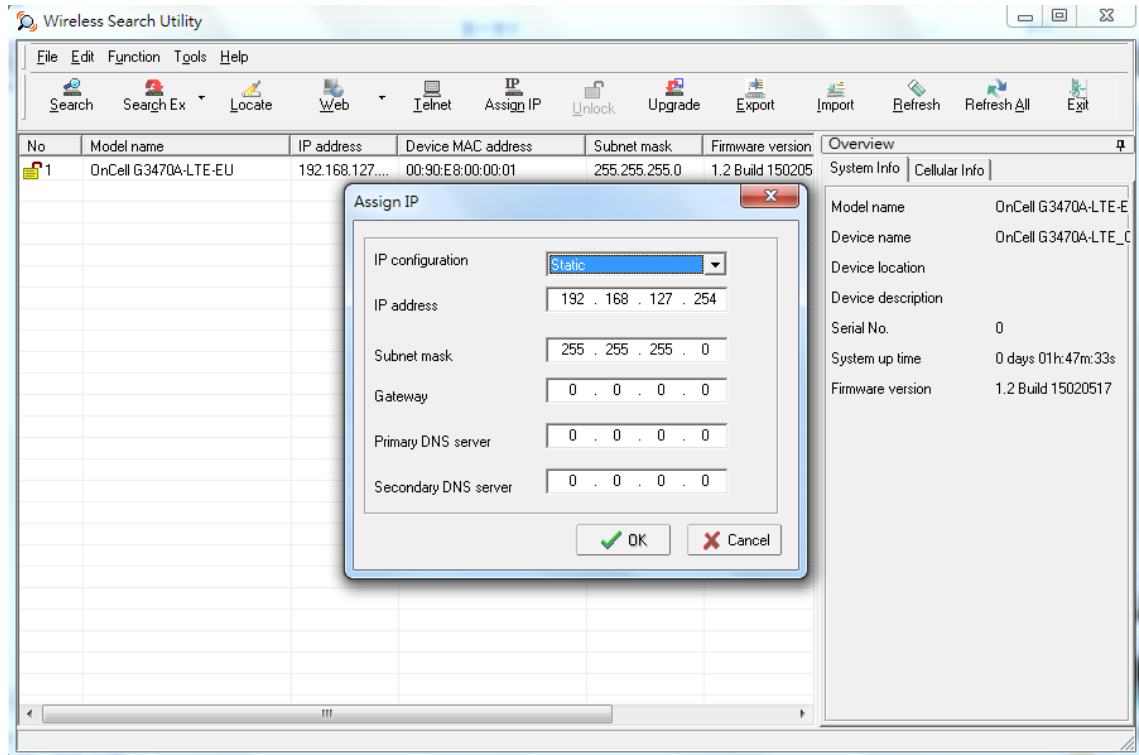 Wireless Search Utility
File Edit Function Tools Help
Search Search Ex Locate Web Telnet Assign IP Unlock Upgrade Export Import Refresh Refresh All Exit
No Model name IP address Device MAC address Subnet mask Firmware version
1 OnCell G3470A-LTE-EU 192.168.127.... 00:90:E8:00:00:01 255.255.255.0 1.2 Build 150205
Assign IP
IP configuration Static
IP address 192 . 168 . 127 . 254
Subnet mask 255 . 255 . 255 . 0
Gateway 0 . 0 . 0 . 0
Primary DNS server 0 . 0 . 0 . 0
Secondary DNS server 0 . 0 . 0 . 0
OK Cancel
Overview
System Info Cellular Info
Model name OnCell G3470A-LTE-E
Device name OnCell G3470A-LTE_
Device location
Device description
Serial No. 0
System up time 0 days 01h:47m:33s
Firmware version 1.2 Build 15020517